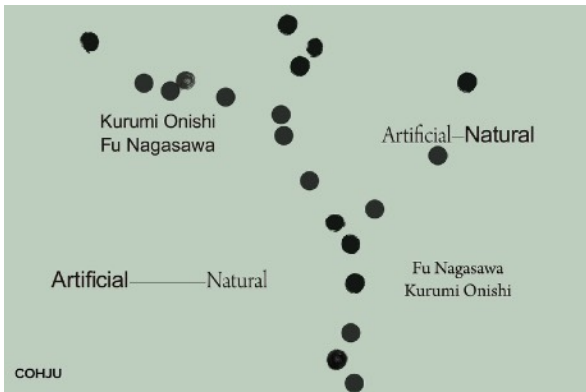 Kurumi Onishi
Fu Nagasawa
Artificial—Natural
Artificial———Natural
Fu Nagasawa
Kurumi Onishi
COHJU